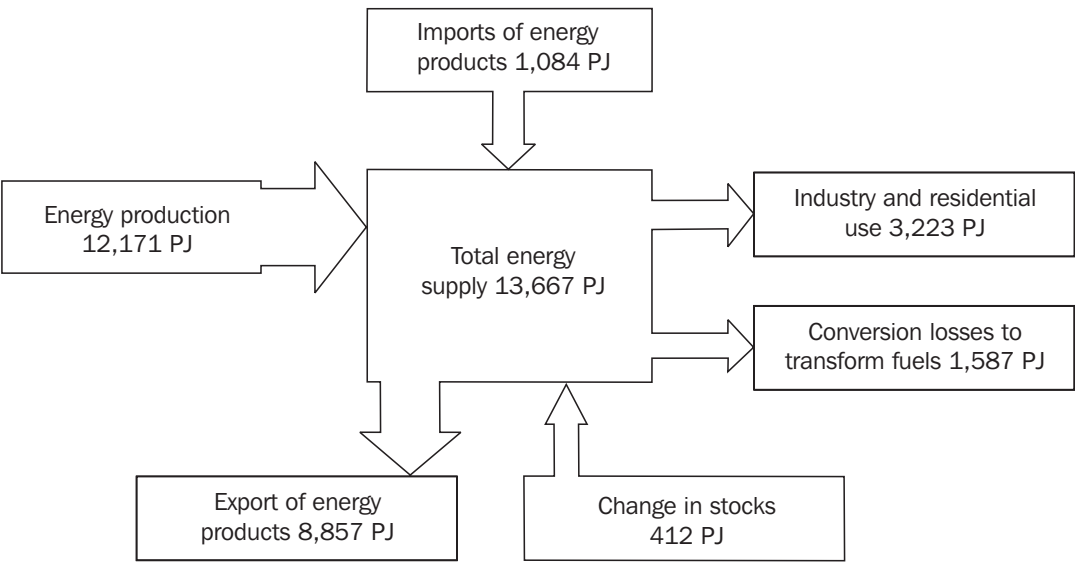 Imports of energy
products 1,084 PJ
Energy production
12,171 PJ
Total energy
supply 13,667 PJ
Industry and residential
use 3,223 PJ
Conversion losses to
transform fuels 1,587 PJ
Export of energy
products 8,857 PJ
Change in stocks
412 PJ